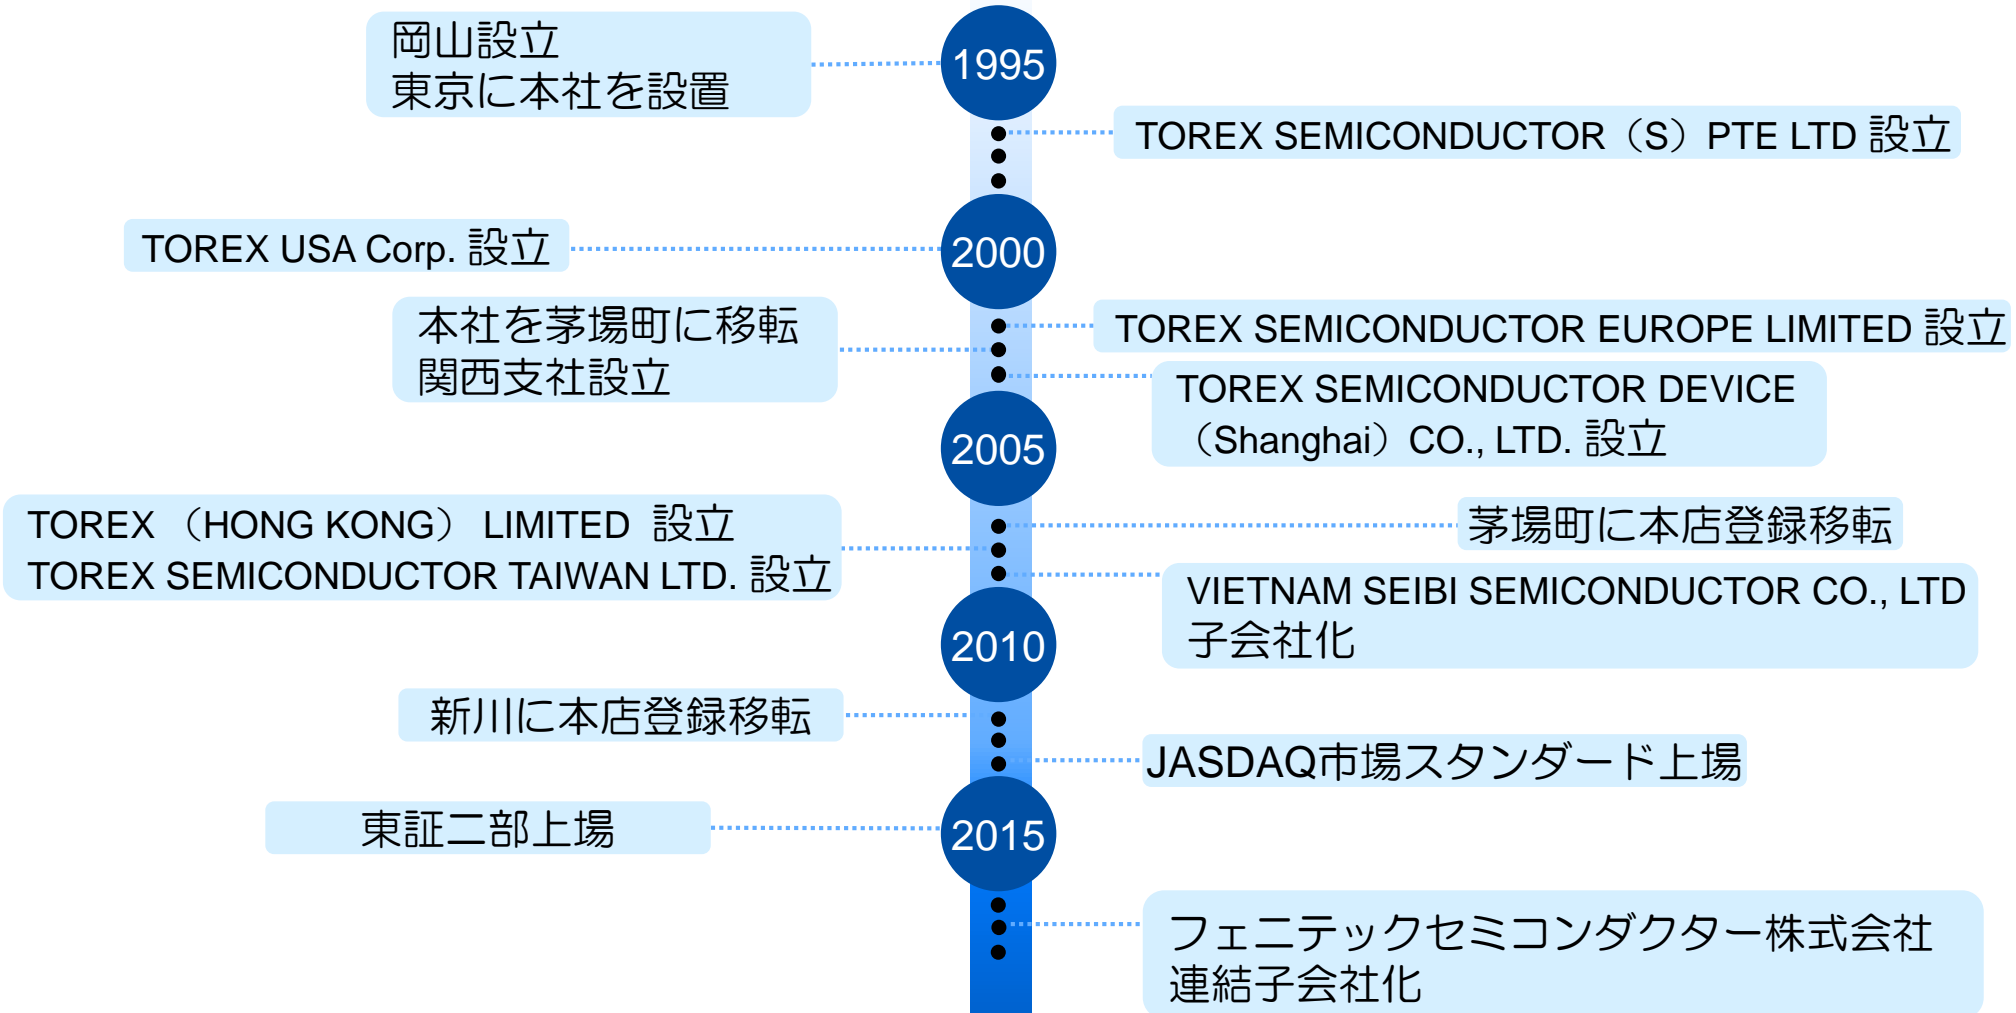 岡山設立
東京に本社を設置
1995
TOREX SEMICONDUCTOR（S）PTE LTD 設立
TOREX USA Corp. 設立
2000
本社を茅場町に移転
関西支社設立
TOREX SEMICONDUCTOR EUROPE LIMITED 設立
TOREX SEMICONDUCTOR DEVICE
（Shanghai）CO., LTD. 設立
2005
TOREX （HONG KONG） LIMITED 設立
TOREX SEMICONDUCTOR TAIWAN LTD. 設立
茅場町に本店登録移転
VIETNAM SEIBI SEMICONDUCTOR CO., LTD
子会社化
2010
新川に本店登録移転
JASDAQ市場スタンダード上場
東証二部上場
2015
フェニテックセミコンダクター株式会社
連結子会社化